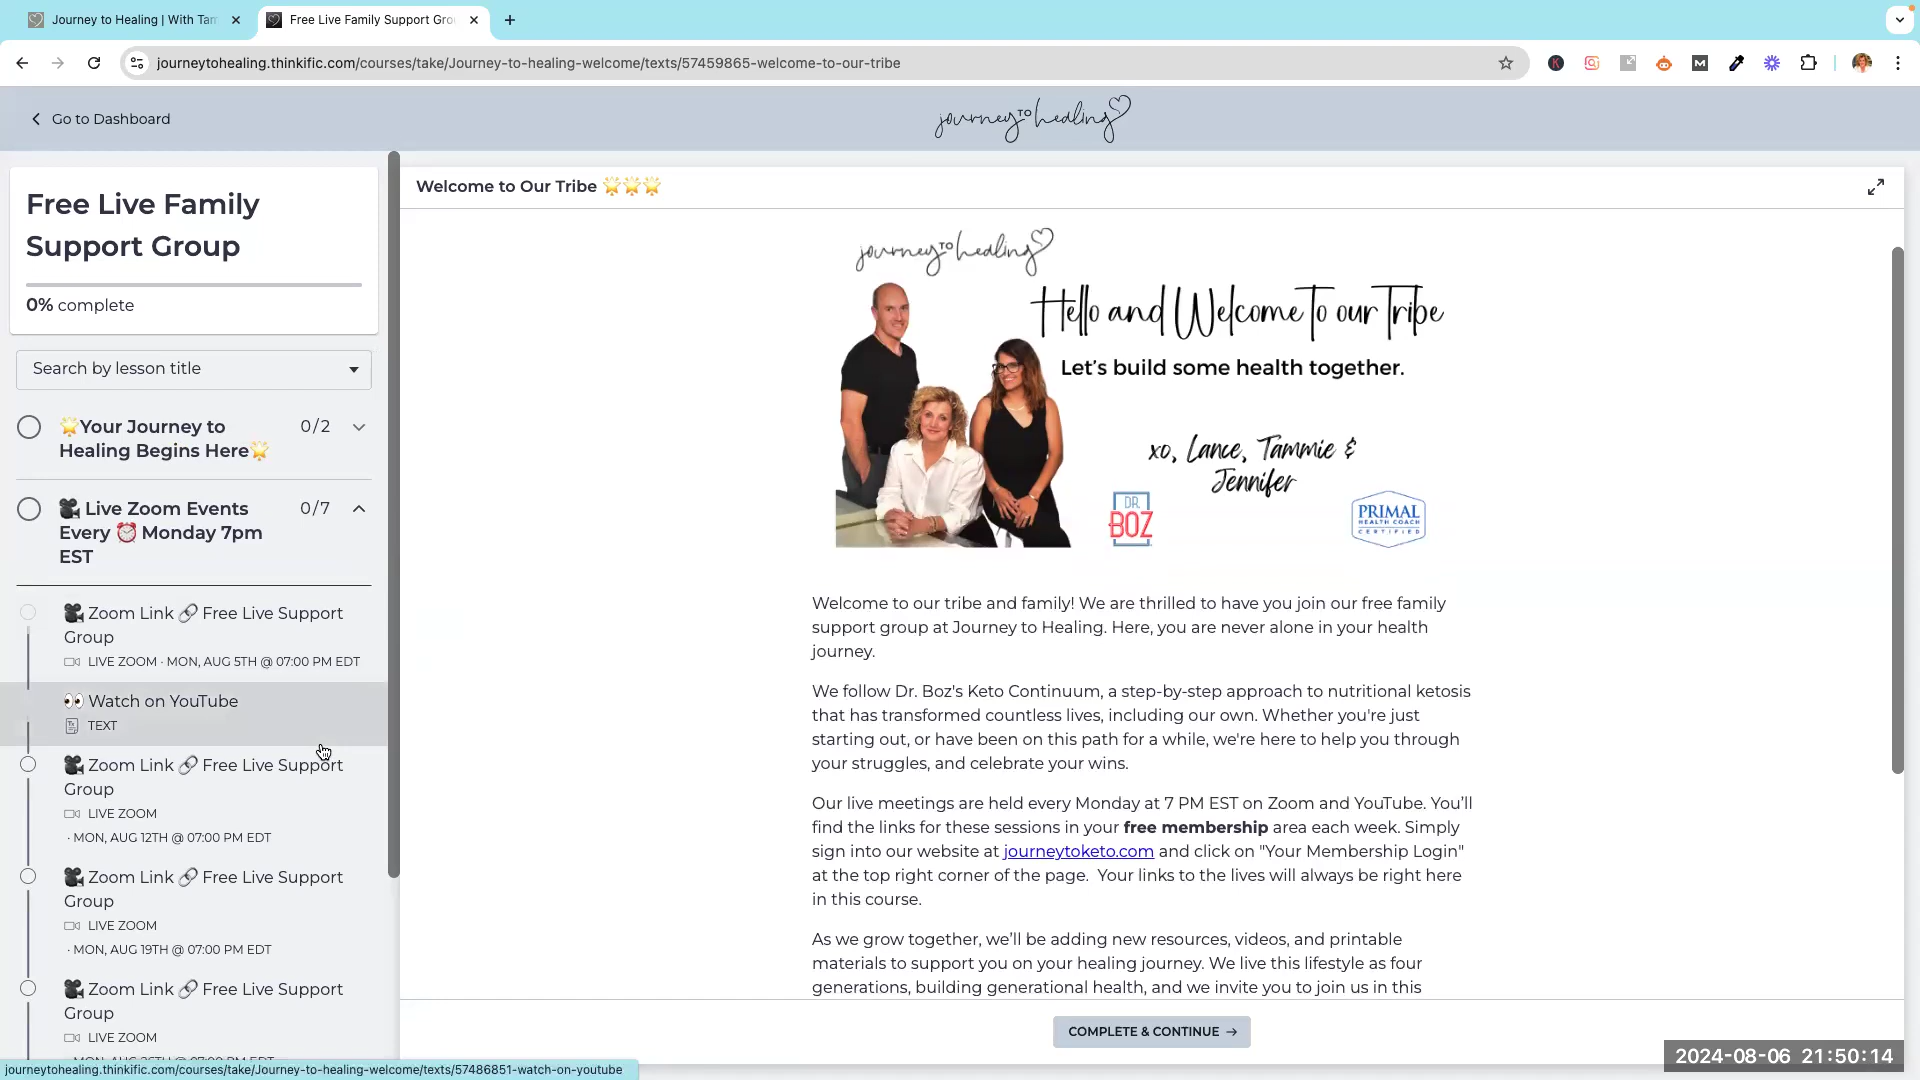 Journey to Healing | With Tam
Free Live Family Support Gro
journeytohealing.thinkific.com/courses/take/Journey-to-healing-welcome/texts/57459865-welcome-to-our-tribe
Go to Dashboard
journey TO healing
Free Live Family
Support Group
0% complete
Search by lesson title
🌟Your Journey to
Healing Begins Here🌟
0/2
🎥 Live Zoom Events
Every ⏰ Monday 7pm
EST
0/7
🎥 Zoom Link 🔗 Free Live Support
Group
LIVE ZOOM · MON, AUG 5TH @ 07:00 PM EDT
👀 Watch on YouTube
TEXT
🎥 Zoom Link 🔗 Free Live Support
Group
LIVE ZOOM
· MON, AUG 12TH @ 07:00 PM EDT
🎥 Zoom Link 🔗 Free Live Support
Group
LIVE ZOOM
· MON, AUG 19TH @ 07:00 PM EDT
🎥 Zoom Link 🔗 Free Live Support
Group
LIVE ZOOM
· MON, AUG 26TH @ 07:00 PM EDT
journeytohealing.thinkific.com/courses/take/Journey-to-healing-welcome/texts/57486851-watch-on-youtube
Welcome to Our Tribe 🌟🌟🌟
journey TO healing
Hello and Welcome To our Tribe
Let's build some health together.
xo, Lance, Tammie &
Jennifer
DR.
BOZ
PRIMAL
HEALTH COACH
CERTIFIED
Welcome to our tribe and family! We are thrilled to have you join our free family
support group at Journey to Healing. Here, you are never alone in your health
journey.
We follow Dr. Boz's Keto Continuum, a step-by-step approach to nutritional ketosis
that has transformed countless lives, including our own. Whether you're just
starting out, or have been on this path for a while, we're here to help you through
your struggles, and celebrate your wins.
Our live meetings are held every Monday at 7 PM EST on Zoom and YouTube. You'll
find the links for these sessions in your free membership area each week. Simply
sign into our website at journeytoketo.com and click on "Your Membership Login"
at the top right corner of the page.  Your links to the lives will always be right here
in this course.
As we grow together, we'll be adding new resources, videos, and printable
materials to support you on your healing journey. We live this lifestyle as four
generations, building generational health, and we invite you to join us in this
COMPLETE & CONTINUE →
2024-08-06 21:50:14